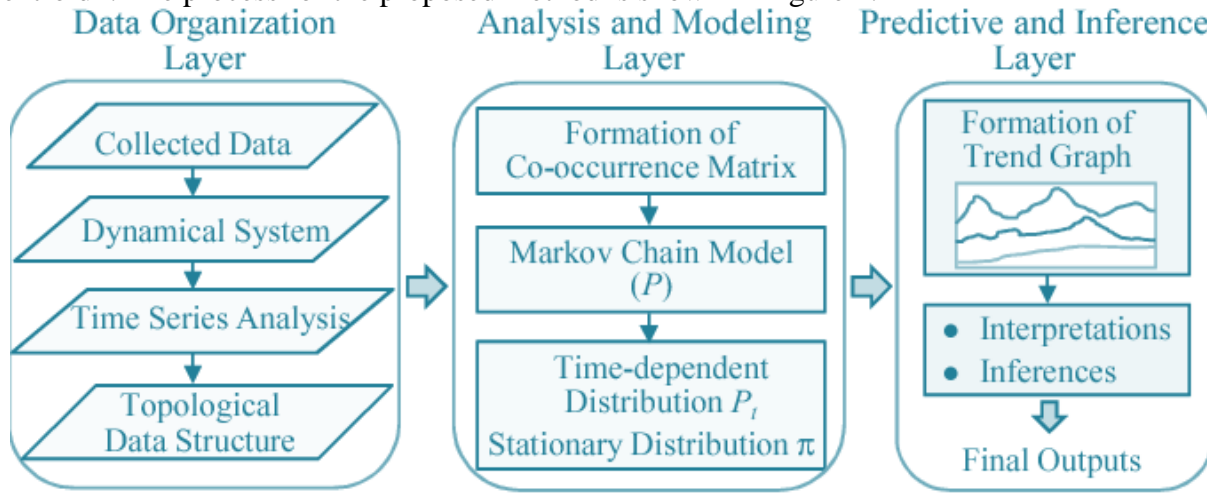 Data Organization
Layer
Collected Data
Dynamical System
Time Series Analysis
Topological
Data Structure
Analysis and Modeling
Layer
Formation of
Co-occurrence Matrix
Markov Chain Model
(P)
Time-dependent
Distribution Pt
Stationary Distribution π
Predictive and Inference
Layer
Formation of
Trend Graph
● Interpretations
● Inferences
Final Outputs